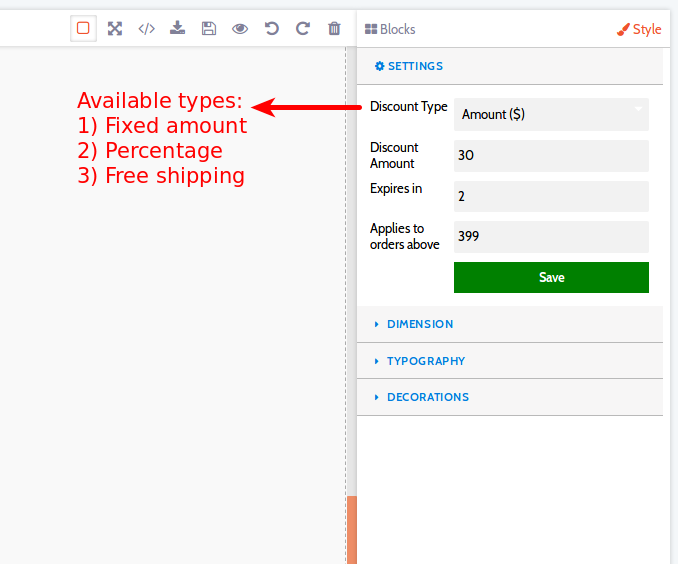 Blocks
Style
SETTINGS
Available types:
1) Fixed amount
2) Percentage
3) Free shipping
Discount Type
Amount ($)
Discount
Amount
30
Expires in
2
Applies to
orders above
399
Save
DIMENSION
TYPOGRAPHY
DECORATIONS